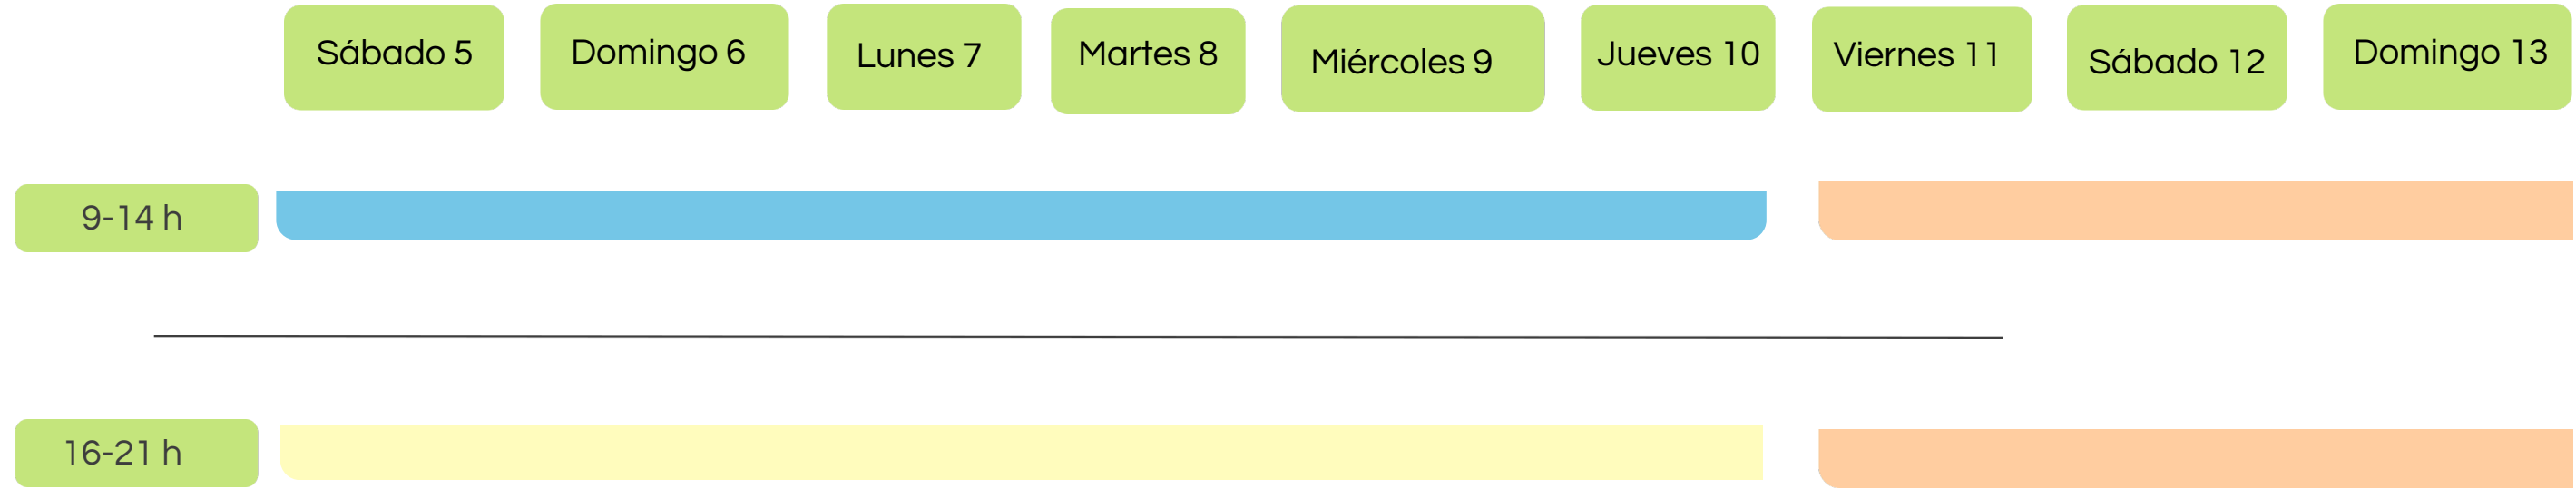 Sábado 5
Domingo 6
Lunes 7
Martes 8
Miércoles 9
Jueves 10
Viernes 11
Sábado 12
Domingo 13
9-14 h
16-21 h